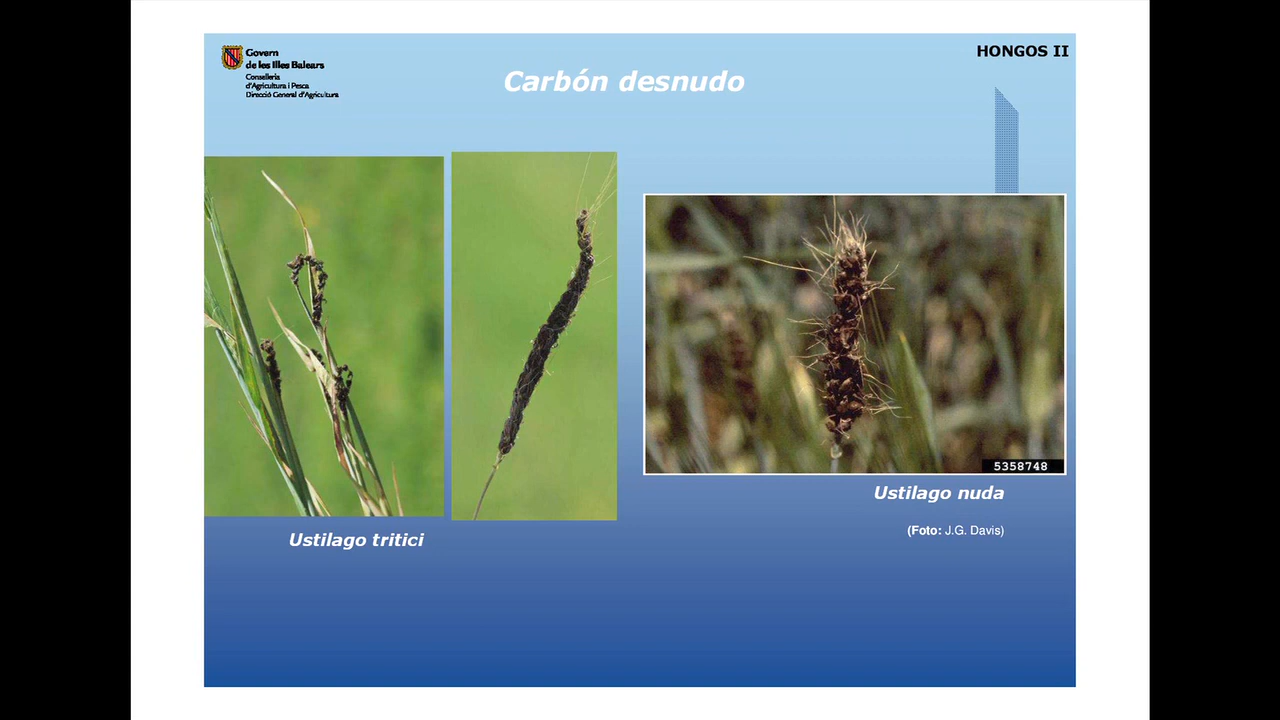 Govern
de les Illes Balears
Conselleria
d'Agricultura i Pesca
Direcció General d'Agricultura
HONGOS II
Carbón desnudo
5358748
Ustilago nuda
(Foto: J.G. Davis)
Ustilago tritici